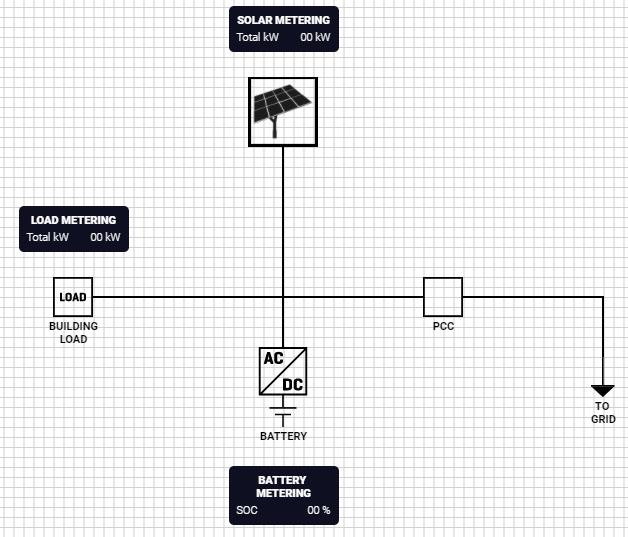 SOLAR METERING
Total kW 00 kW
LOAD METERING
Total kW 00 kW
LOAD
BUILDING
LOAD
PCC
AC
DC
BATTERY
TO
GRID
BATTERY
METERING
SOC 00 %